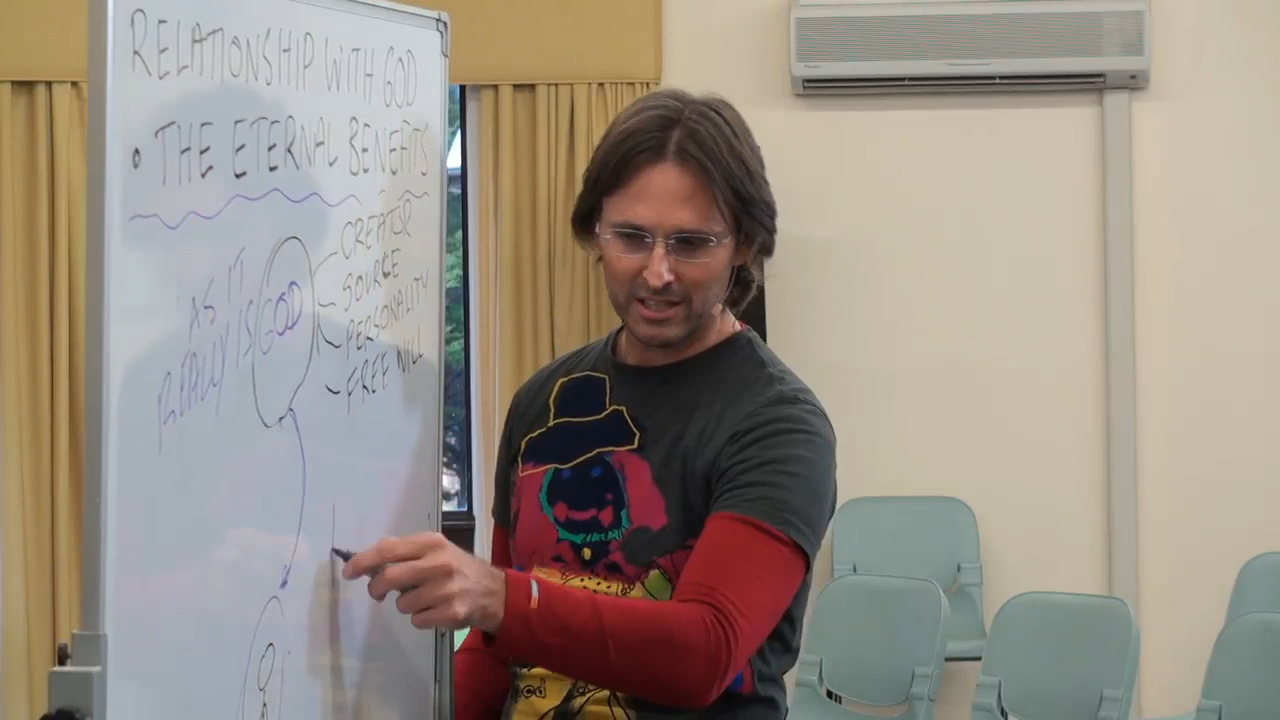 RELATIONSHIP WITH GOD
• THE ETERNAL BENEFITS
AS IT
REALLY IS
GOD
CREATOR
SOURCE
PERSONALITY
FREE WILL